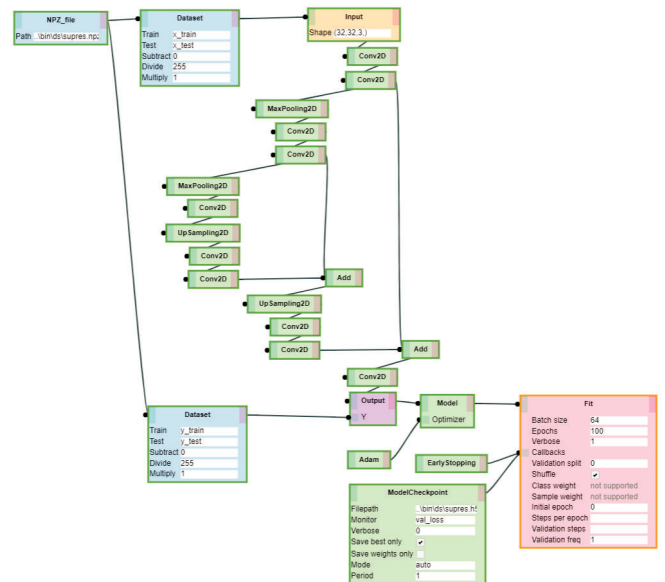 NPZ_file
Path ..\bin\ds\supres.npz
Dataset
Train x_train
Test x_test
Subtract 0
Divide 255
Multiply 1
Input
Shape (32,32,3,)
Conv2D
Conv2D
MaxPooling2D
Conv2D
Conv2D
MaxPooling2D
Conv2D
UpSampling2D
Conv2D
Conv2D
Add
UpSampling2D
Conv2D
Conv2D
Add
Conv2D
Output
Y
Model
Optimizer
Dataset
Train y_train
Test y_test
Subtract 0
Divide 255
Multiply 1
Adam
EarlyStopping
ModelCheckpoint
Filepath ..\bin\ds\supres.h5
Monitor val_loss
Verbose 0
Save best only
Save weights only
Mode auto
Period 1
Fit
Batch size 64
Epochs 100
Verbose 1
Callbacks
Validation split 0
Shuffle
Class weight not supported
Sample weight not supported
Initial epoch 0
Steps per epoch
Validation steps
Validation freq 1